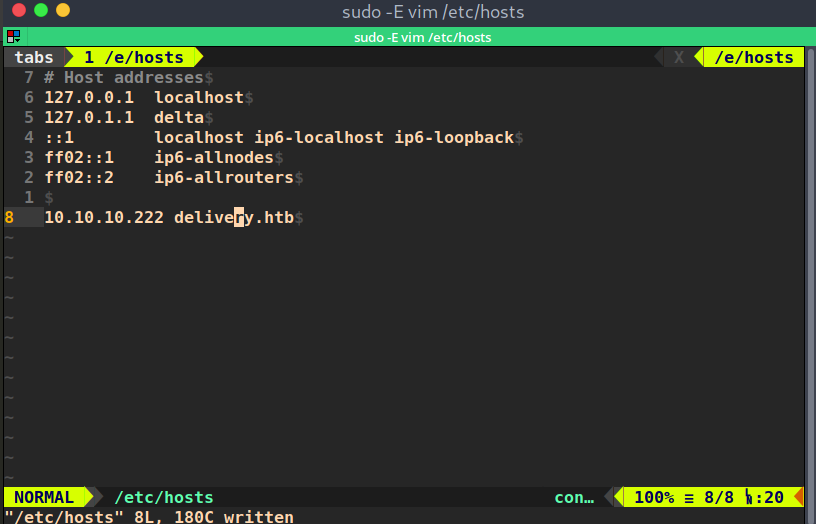 sudo -E vim /etc/hosts
sudo -E vim /etc/hosts
tabs 1 /e/hosts X /e/hosts
7 # Host addresses$
6 127.0.0.1  localhost$
5 127.0.1.1  delta$
4 ::1        localhost ip6-localhost ip6-loopback$
3 ff02::1    ip6-allnodes$
2 ff02::2    ip6-allrouters$
1 $
8 10.10.10.222 delivery.htb$
~
~
~
~
~
~
~
~
~
~
~
~
~
NORMAL /etc/hosts con… 100% ≡ 8/8 :20
"/etc/hosts" 8L, 180C written